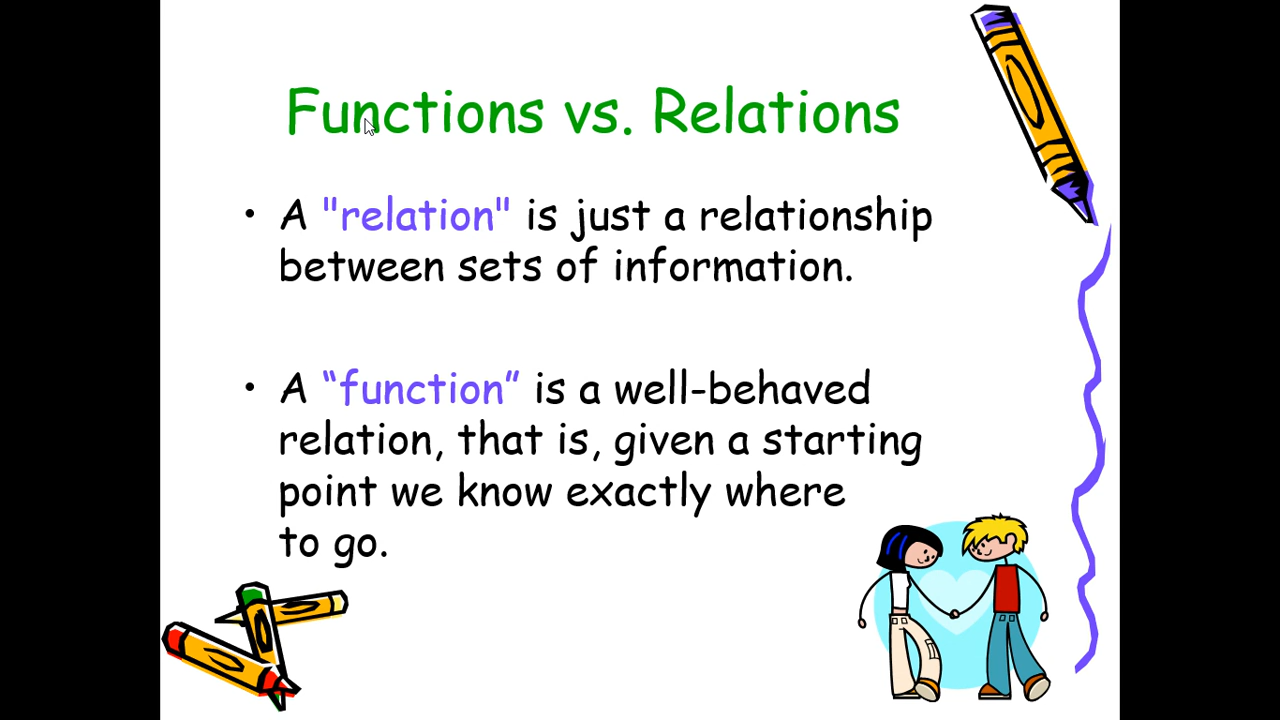 Functions vs. Relations
• A "relation" is just a relationship
between sets of information.
• A “function” is a well-behaved
relation, that is, given a starting
point we know exactly where
to go.